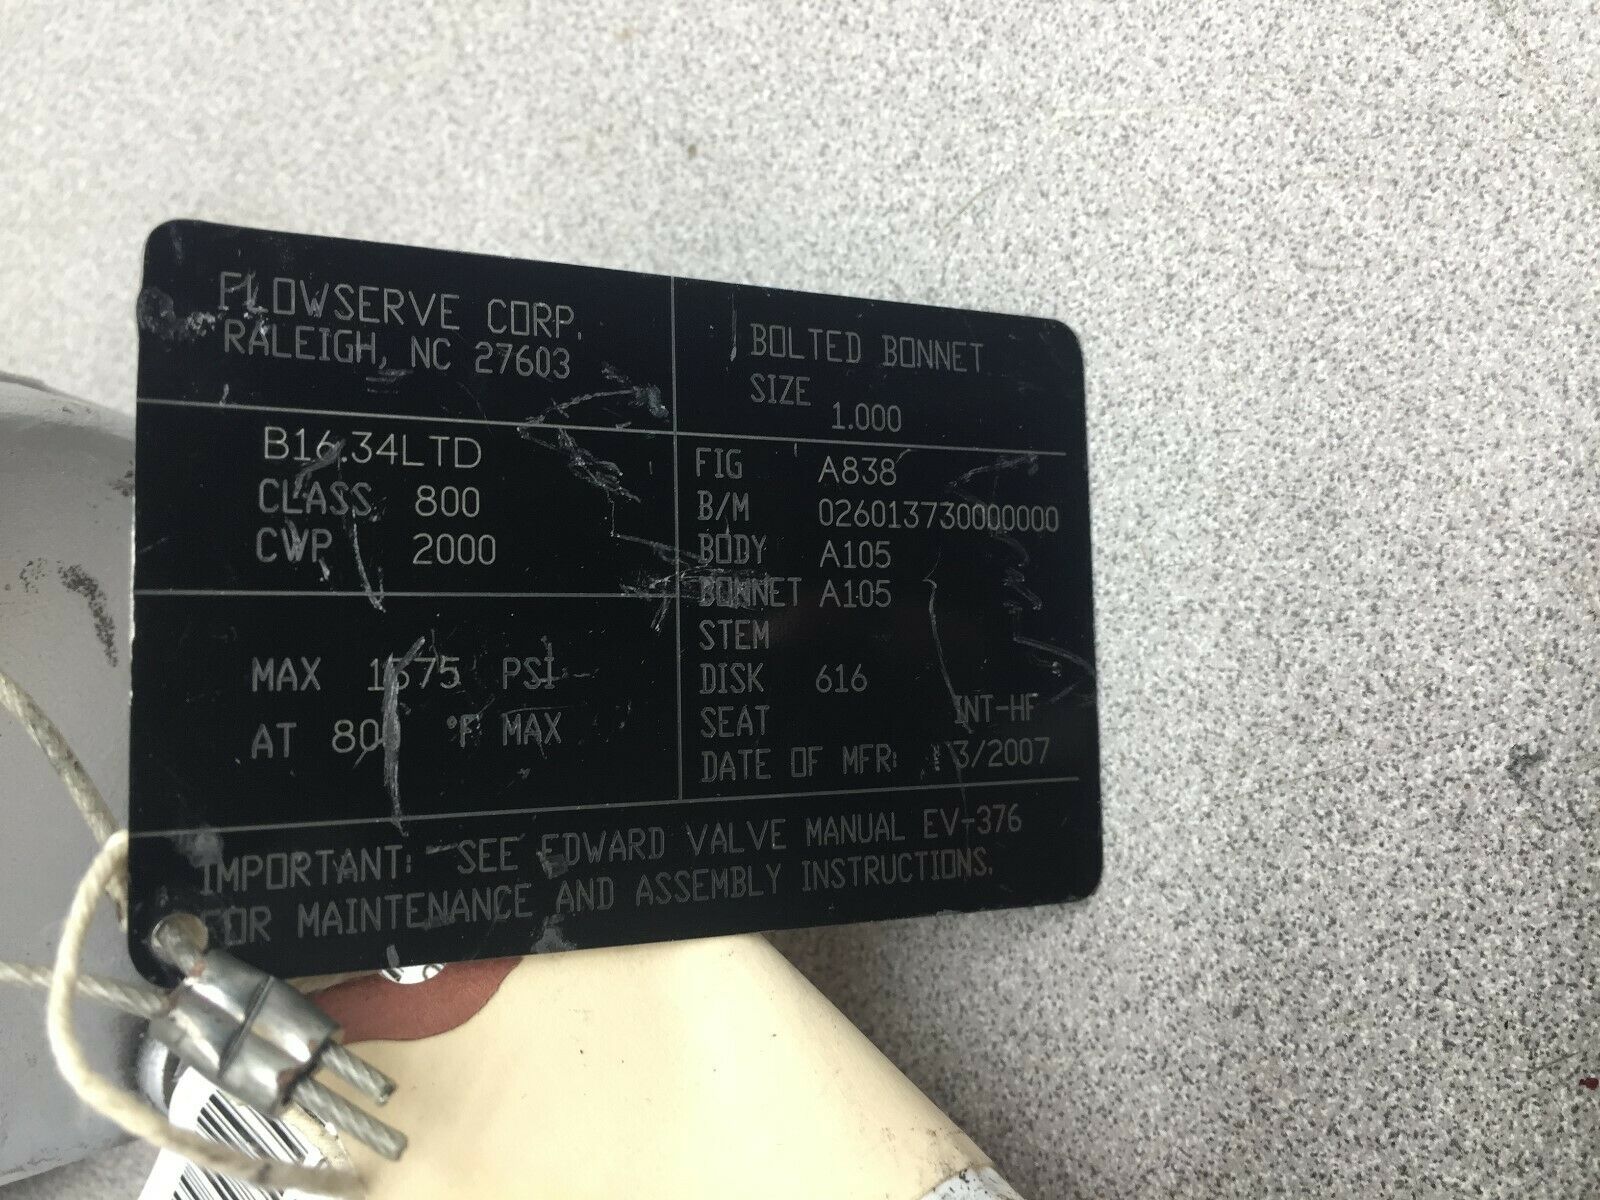 FLOWSERVE CORP.
RALEIGH, NC 27603
BOLTED BONNET
SIZE
1.000
B16.34LTD
CLASS 800
CWP 2000
MAX PSI
AT °F MAX
FIG A838
B/M 026013730000000
BODY A105
BONNET A105
STEM
DISK 616
SEAT INT-HF
DATE OF MFR: 3/2007
IMPORTANT: SEE EDWARD VALVE MANUAL EV-376
FOR MAINTENANCE AND ASSEMBLY INSTRUCTIONS.